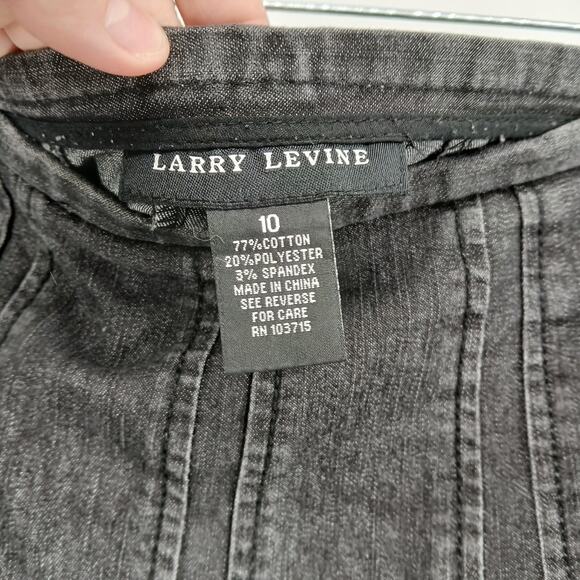 LARRY LEVINE
10
77%COTTON
20%POLYESTER
3% SPANDEX
MADE IN CHINA
SEE REVERSE
FOR CARE
RN 103715